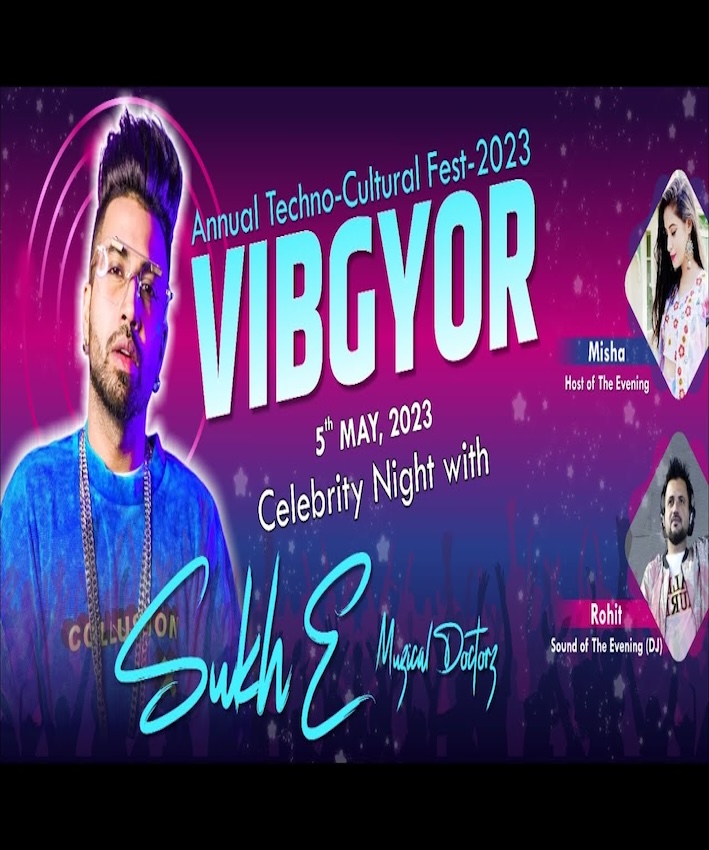 Annual Techno-Cultural Fest-2023
VIBGYOR
5th MAY, 2023
Celebrity Night with
Sukh E Muzical Doctorz
COLLUSION
Misha
Host of The Evening
Rohit
Sound of The Evening (DJ)